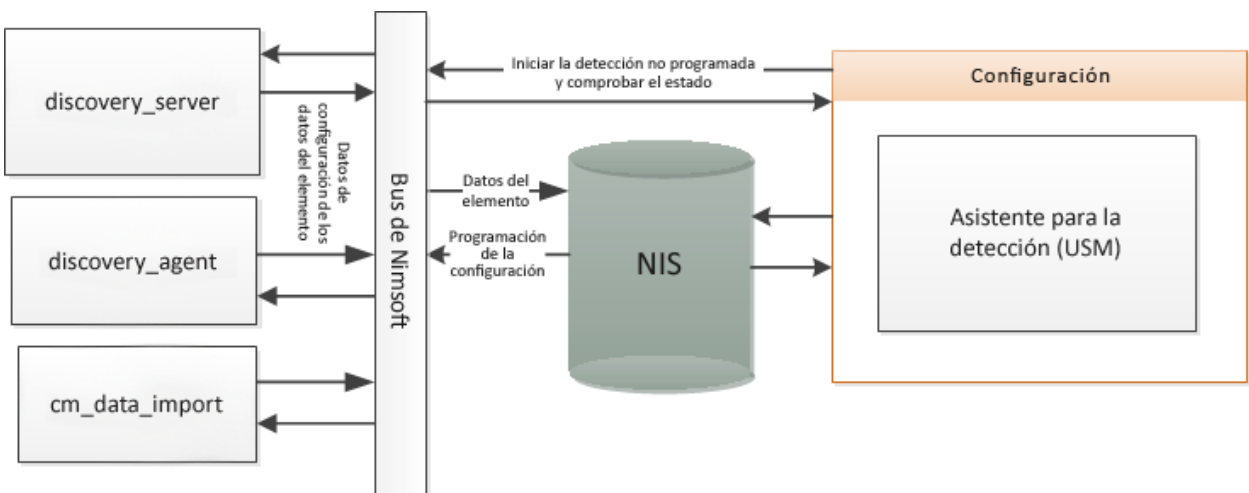 discovery_server
discovery_agent
cm_data_import
Datos de
configuración de los
datos del elemento
Bus de Nimsoft
Iniciar la detección no programada
y comprobar el estado
Datos del
elemento
Programación
de la
configuración
NIS
Configuración
Asistente para la
detección (USM)